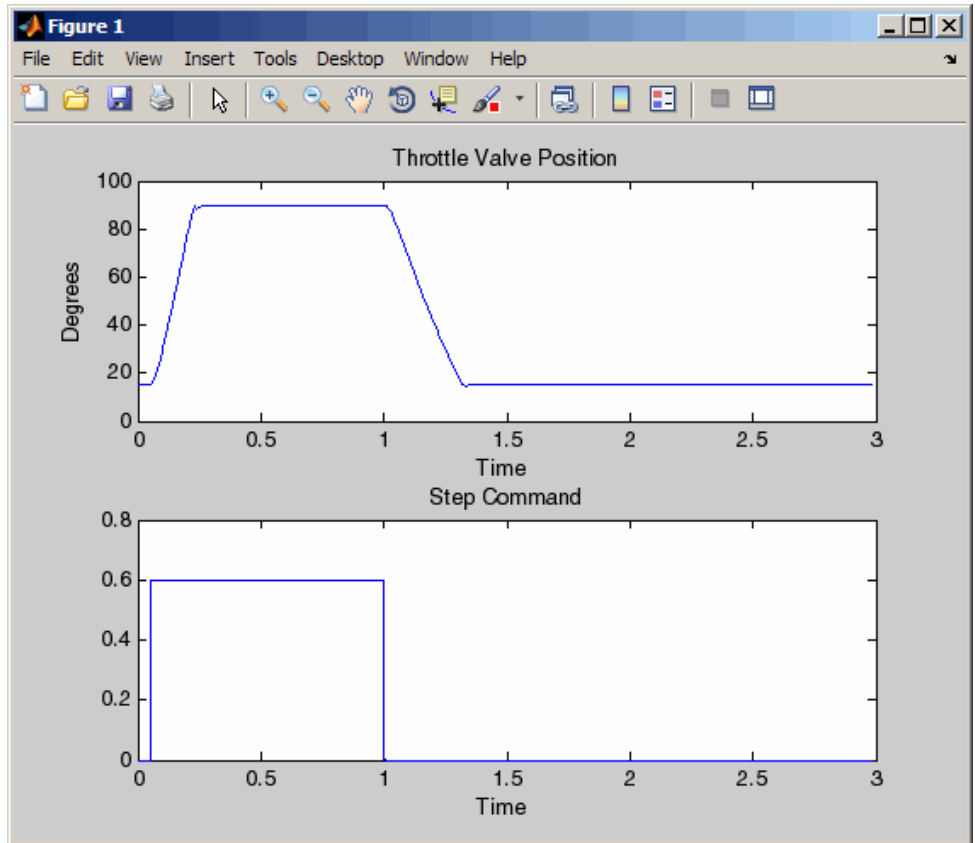 Figure 1
File Edit View Insert Tools Desktop Window Help
Throttle Valve Position
100
80
60
40
20
0
Degrees
0 0.5 1 1.5 2 2.5 3
Time
Step Command
0.8
0.6
0.4
0.2
0
0 0.5 1 1.5 2 2.5 3
Time